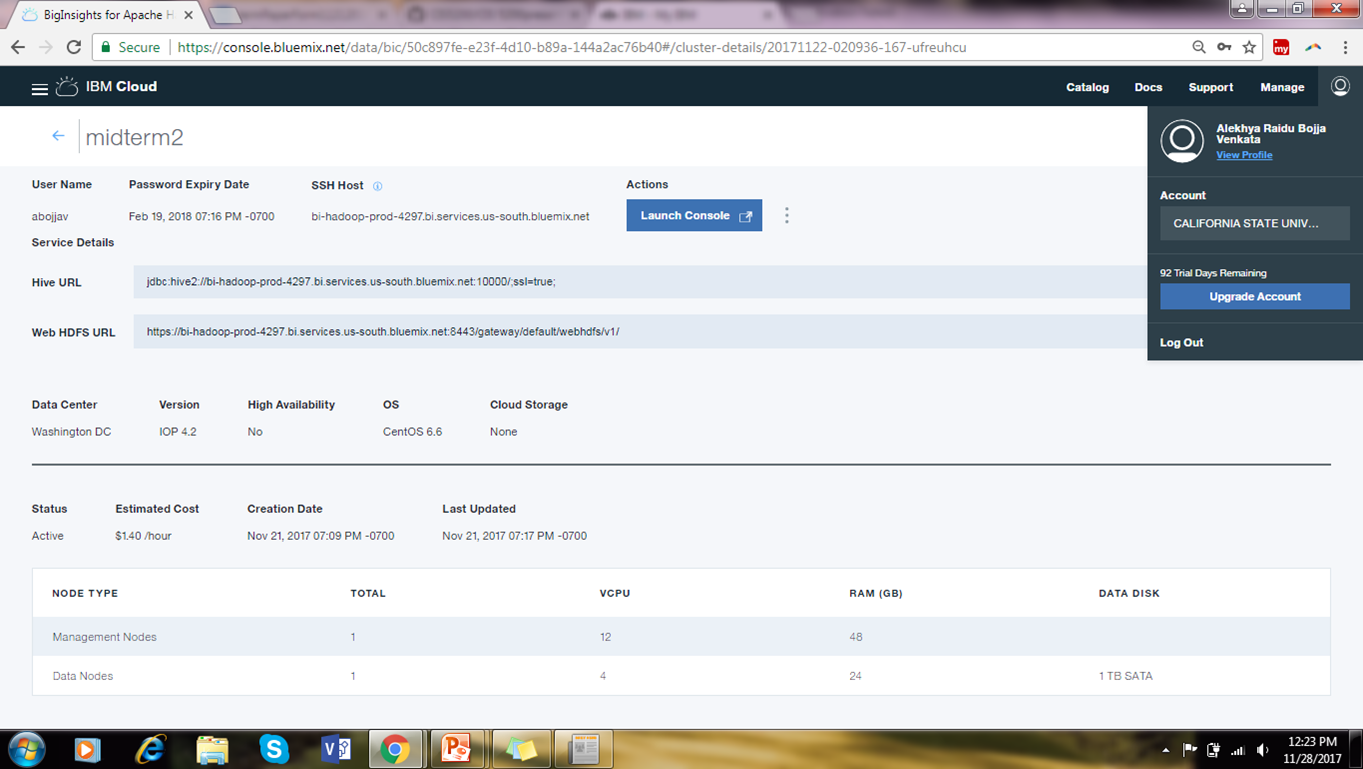 BigInsights for Apache H
Secure
https://console.bluemix.net/data/bic/50c897fe-e23f-4d10-b89a-144a2ac76b40#/cluster-details/20171122-020936-167-ufreuhcu
my
IBM Cloud
Catalog Docs Support Manage
midterm2
Alekhya Raidu Bojja
Venkata
View Profile
User Name Password Expiry Date SSH Host Actions
abojjav Feb 19, 2018 07:16 PM -0700 bi-hadoop-prod-4297.bi.services.us-south.bluemix.net Launch Console
Account
CALIFORNIA STATE UNIV...
Service Details
Hive URL jdbc:hive2://bi-hadoop-prod-4297.bi.services.us-south.bluemix.net:10000/;ssl=true;
92 Trial Days Remaining
Upgrade Account
Web HDFS URL https://bi-hadoop-prod-4297.bi.services.us-south.bluemix.net:8443/gateway/default/webhdfs/v1/
Log Out
Data Center Version High Availability OS Cloud Storage
Washington DC IOP 4.2 No CentOS 6.6 None
Status Estimated Cost Creation Date Last Updated
Active $1.40 /hour Nov 21, 2017 07:09 PM -0700 Nov 21, 2017 07:17 PM -0700
NODE TYPE TOTAL VCPU RAM (GB) DATA DISK
Management Nodes 1 12 48
Data Nodes 1 4 24 1 TB SATA
12:23 PM
11/28/2017